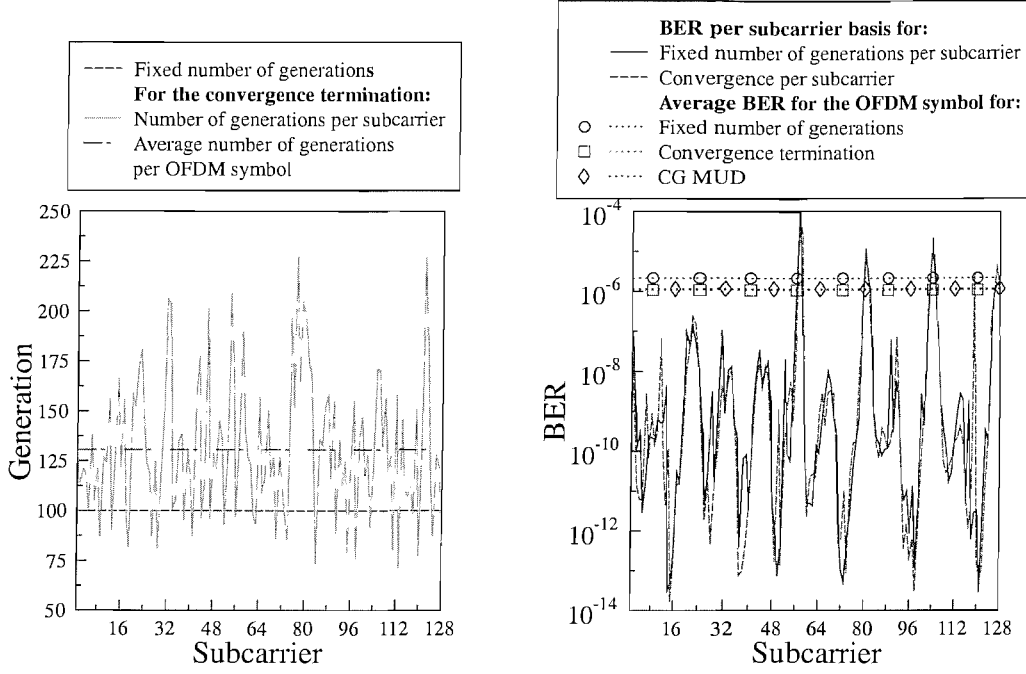 Fixed number of generations
For the convergence termination:
Number of generations per subcarrier
Average number of generations
per OFDM symbol
250
225
200
175
150
125
100
75
50
Generation
16 32 48 64 80 96 112 128
Subcarrier
BER per subcarrier basis for:
Fixed number of generations per subcarrier
Convergence per subcarrier
Average BER for the OFDM symbol for:
Fixed number of generations
Convergence termination
CG MUD
10^-4
10^-6
10^-8
10^-10
10^-12
10^-14
BER
16 32 48 64 80 96 112 128
Subcarrier